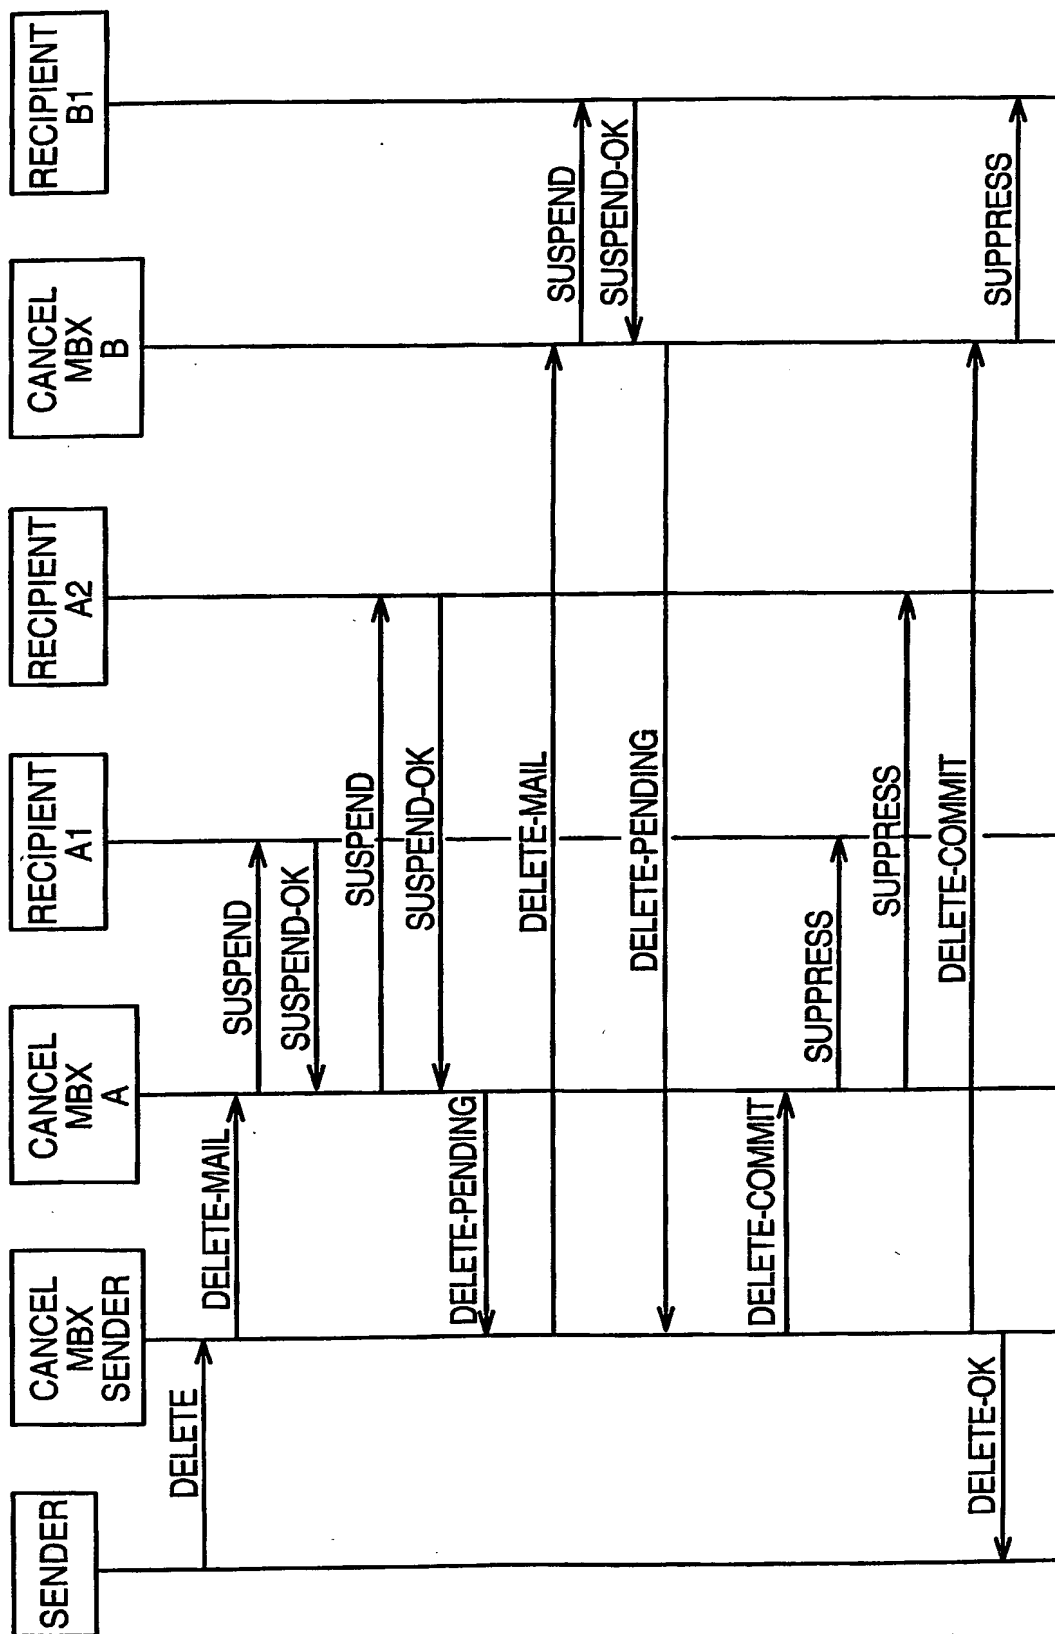 SENDER
CANCEL
MBX
SENDER
CANCEL
MBX
A
RECIPIENT
A1
RECIPIENT
A2
CANCEL
MBX
B
RECIPIENT
B1
DELETE
DELETE-MAIL
SUSPEND
SUSPEND-OK
SUSPEND
SUSPEND-OK
DELETE-PENDING
DELETE-MAIL
SUSPEND
SUSPEND-OK
DELETE-PENDING
DELETE-COMMIT
SUPPRESS
SUPPRESS
DELETE-COMMIT
DELETE-OK
SUPPRESS